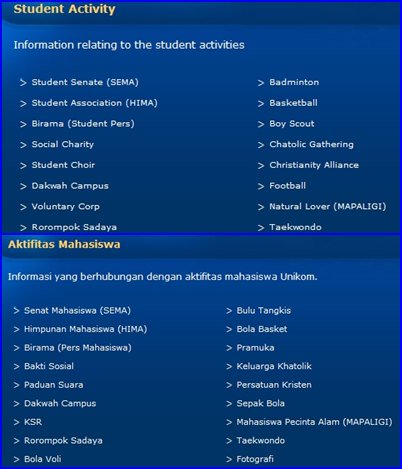 Student Activity
Information relating to the student activities
> Student Senate (SEMA)
> Student Association (HIMA)
> Birama (Student Pers)
> Social Charity
> Student Choir
> Dakwah Campus
> Voluntary Corp
> Rorompok Sadaya
> Badminton
> Basketball
> Boy Scout
> Chatolic Gathering
> Christianity Alliance
> Football
> Natural Lover (MAPALIGI)
> Taekwondo
Aktifitas Mahasiswa
Informasi yang berhubungan dengan aktifitas mahasiswa Unikom.
> Senat Mahasiswa (SEMA)
> Himpunan Mahasiswa (HIMA)
> Birama (Pers Mahasiswa)
> Bakti Sosial
> Paduan Suara
> Dakwah Campus
> KSR
> Rorompok Sadaya
> Bola Voli
> Bulu Tangkis
> Bola Basket
> Pramuka
> Keluarga Khatolik
> Persatuan Kristen
> Sepak Bola
> Mahasiswa Pecinta Alam (MAPALIGI)
> Taekwondo
> Fotografi